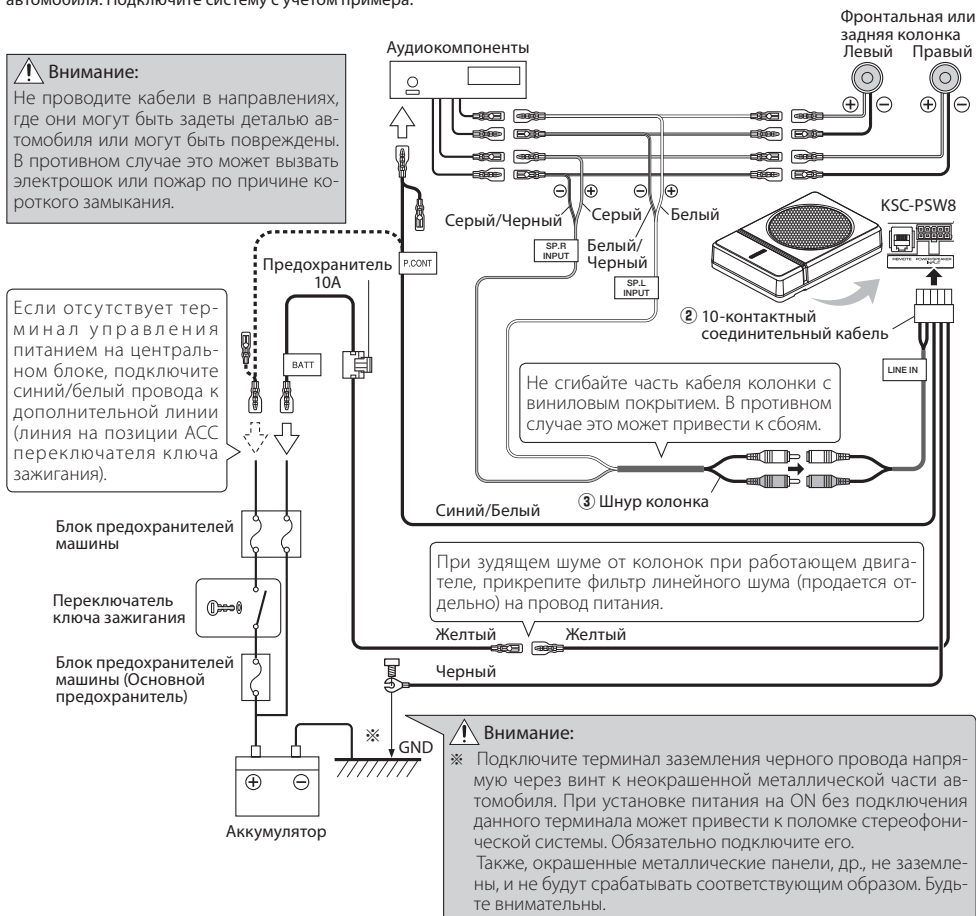 автомобиля. Подключите систему с учетом примера.
Фронтальная или
задняя колонка
Левый Правый
Аудиокомпоненты
Внимание:
Не проводите кабели в направлениях,
где они могут быть задеты деталью ав-
томобиля или могут быть повреждены.
В противном случае это может вызвать
электрошок или пожар по причине ко-
роткого замыкания.
⊕ ⊖ ⊕ ⊖
⊖ ⊕ ⊖ ⊕
Серый/Черный
Серый
Белый/
Черный
Белый
SP.R
INPUT
SP.L
INPUT
KSC-PSW8
REMOTE POWER/SPEAKER
INPUT
P.CONT
Предохранитель
10A
② 10-контактный
соединительный кабель
LINE IN
BATT
Если отсутствует тер-
минал управления
питанием на централь-
ном блоке, подключите
синий/белый провода к
дополнительной линии
(линия на позиции ACC
переключателя ключа
зажигания).
Не сгибайте часть кабеля колонки с
виниловым покрытием. В противном
случае это может привести к сбоям.
③ Шнур колонка
Синий/Белый
Блок предохранителей
машины
При зудящем шуме от колонок при работающем двига-
теле, прикрепите фильтр линейного шума (продается от-
дельно) на провод питания.
Переключатель
ключа зажигания
Желтый Желтый
Блок предохранителей
машины (Основной
предохранитель)
Черный
※ GND
⊕ ⊖
Аккумулятор
Внимание:
※ Подключите терминал заземления черного провода напря-
мую через винт к неокрашенной металлической части ав-
томобиля. При установке питания на ON без подключения
данного терминала может привести к поломке стереофони-
ческой системы. Обязательно подключите его.
Также, окрашенные металлические панели, др., не заземле-
ны, и не будут срабатывать соответствующим образом. Будь-
те внимательны.